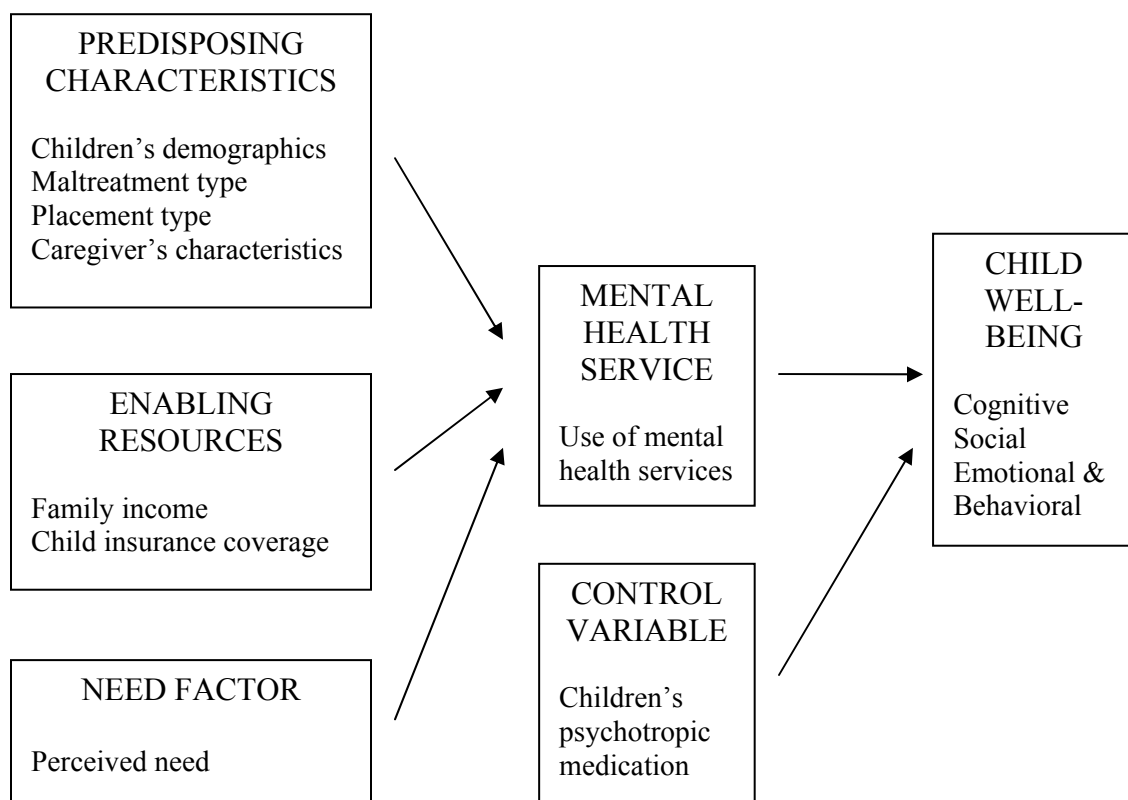 PREDISPOSING
CHARACTERISTICS
Children’s demographics
Maltreatment type
Placement type
Caregiver’s characteristics
ENABLING
RESOURCES
Family income
Child insurance coverage
NEED FACTOR
Perceived need
MENTAL
HEALTH
SERVICE
Use of mental
health services
CONTROL
VARIABLE
Children’s
psychotropic
medication
CHILD
WELL-
BEING
Cognitive
Social
Emotional &
Behavioral